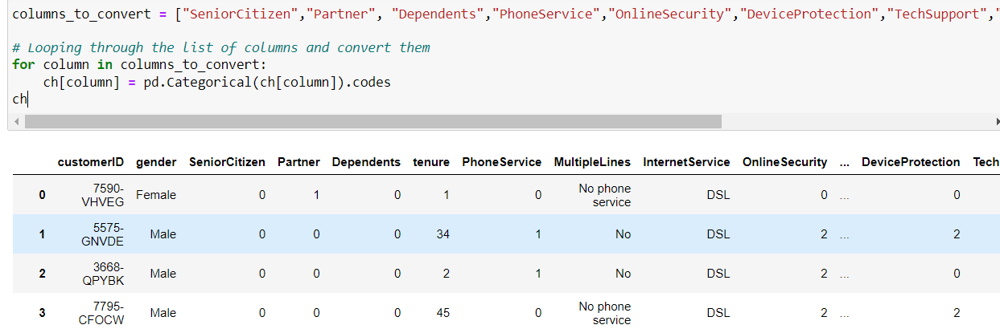 columns_to_convert = ["SeniorCitizen","Partner", "Dependents","PhoneService","OnlineSecurity","DeviceProtection","TechSupport","
# Looping through the list of columns and convert them
for column in columns_to_convert:
    ch[column] = pd.Categorical(ch[column]).codes
ch
customerID gender SeniorCitizen Partner Dependents tenure PhoneService MultipleLines InternetService OnlineSecurity ... DeviceProtection Tech
0 7590-VHVEG Female 0 1 0 1 0 No phone service DSL 0 ... 0
1 5575-GNVDE Male 0 0 0 34 1 No DSL 2 ... 2
2 3668-QPYBK Male 0 0 0 2 1 No DSL 2 ... 0
3 7795-CFOCW Male 0 0 0 45 0 No phone service DSL 2 ... 2